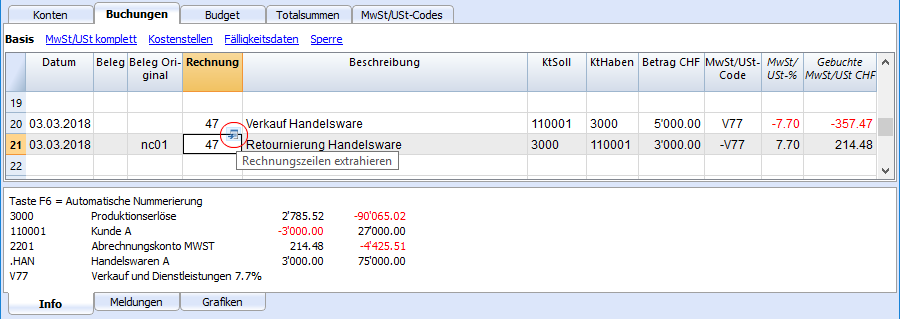 Konten Buchungen Budget Totalsummen MwSt/USt-Codes
Basis MwSt/USt komplett Kostenstellen Fälligkeitsdaten Sperre
Datum Beleg Beleg Ori-ginal Rechnung Beschreibung KtSoll KtHaben Betrag CHF MwSt/USt-Code MwSt/USt-% Gebuchte MwSt/USt CHF
19
20 03.03.2018 47 Verkauf Handelsware 110001 3000 5'000.00 V77 -7.70 -357.47
21 03.03.2018 nc01 47 Retournierung Handelsware 3000 110001 3'000.00 -V77 7.70 214.48
Rechnungszeilen extrahieren
22
Taste F6 = Automatische Nummerierung
3000 Produktionserlöse 2'785.52 -90'065.02
110001 Kunde A -3'000.00 27'000.00
2201 Abrechnungskonto MWST 214.48 -4'425.51
.HAN Handelswaren A 3'000.00 75'000.00
V77 Verkauf und Dienstleistungen 7.7%
Info Meldungen Grafiken